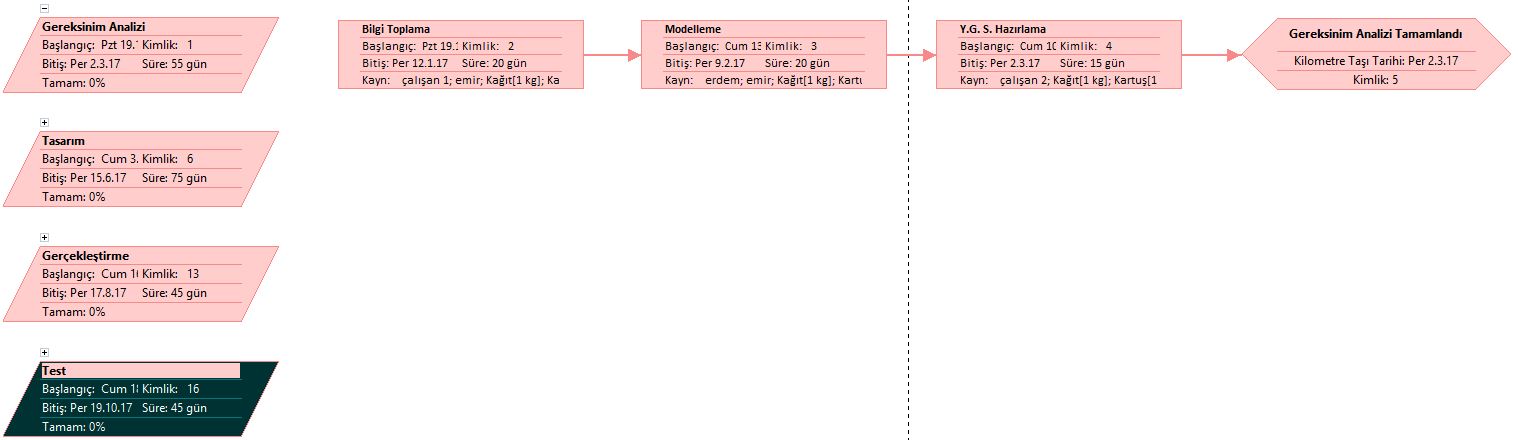 Gereksinim Analizi
Başlangıç: Pzt 19. Kimlik: 1
Bitiş: Per 2.3.17 Süre: 55 gün
Tamam: 0%
Bilgi Toplama
Başlangıç: Pzt 19.1 Kimlik: 2
Bitiş: Per 12.1.17 Süre: 20 gün
Kayn: çalışan 1; emir; Kağıt[1 kg]; Ka
Modelleme
Başlangıç: Cum 13 Kimlik: 3
Bitiş: Per 9.2.17 Süre: 20 gün
Kayn: erdem; emir; Kağıt[1 kg]; Kartu
Y.G. S. Hazırlama
Başlangıç: Cum 10 Kimlik: 4
Bitiş: Per 2.3.17 Süre: 15 gün
Kayn: çalışan 2; Kağıt[1 kg]; Kartuş[1
Gereksinim Analizi Tamamlandı
Kilometre Taşı Tarihi: Per 2.3.17
Kimlik: 5
Tasarım
Başlangıç: Cum 3. Kimlik: 6
Bitiş: Per 15.6.17 Süre: 75 gün
Tamam: 0%
Gerçekleştirme
Başlangıç: Cum 16 Kimlik: 13
Bitiş: Per 17.8.17 Süre: 45 gün
Tamam: 0%
Test
Başlangıç: Cum 18 Kimlik: 16
Bitiş: Per 19.10.17 Süre: 45 gün
Tamam: 0%